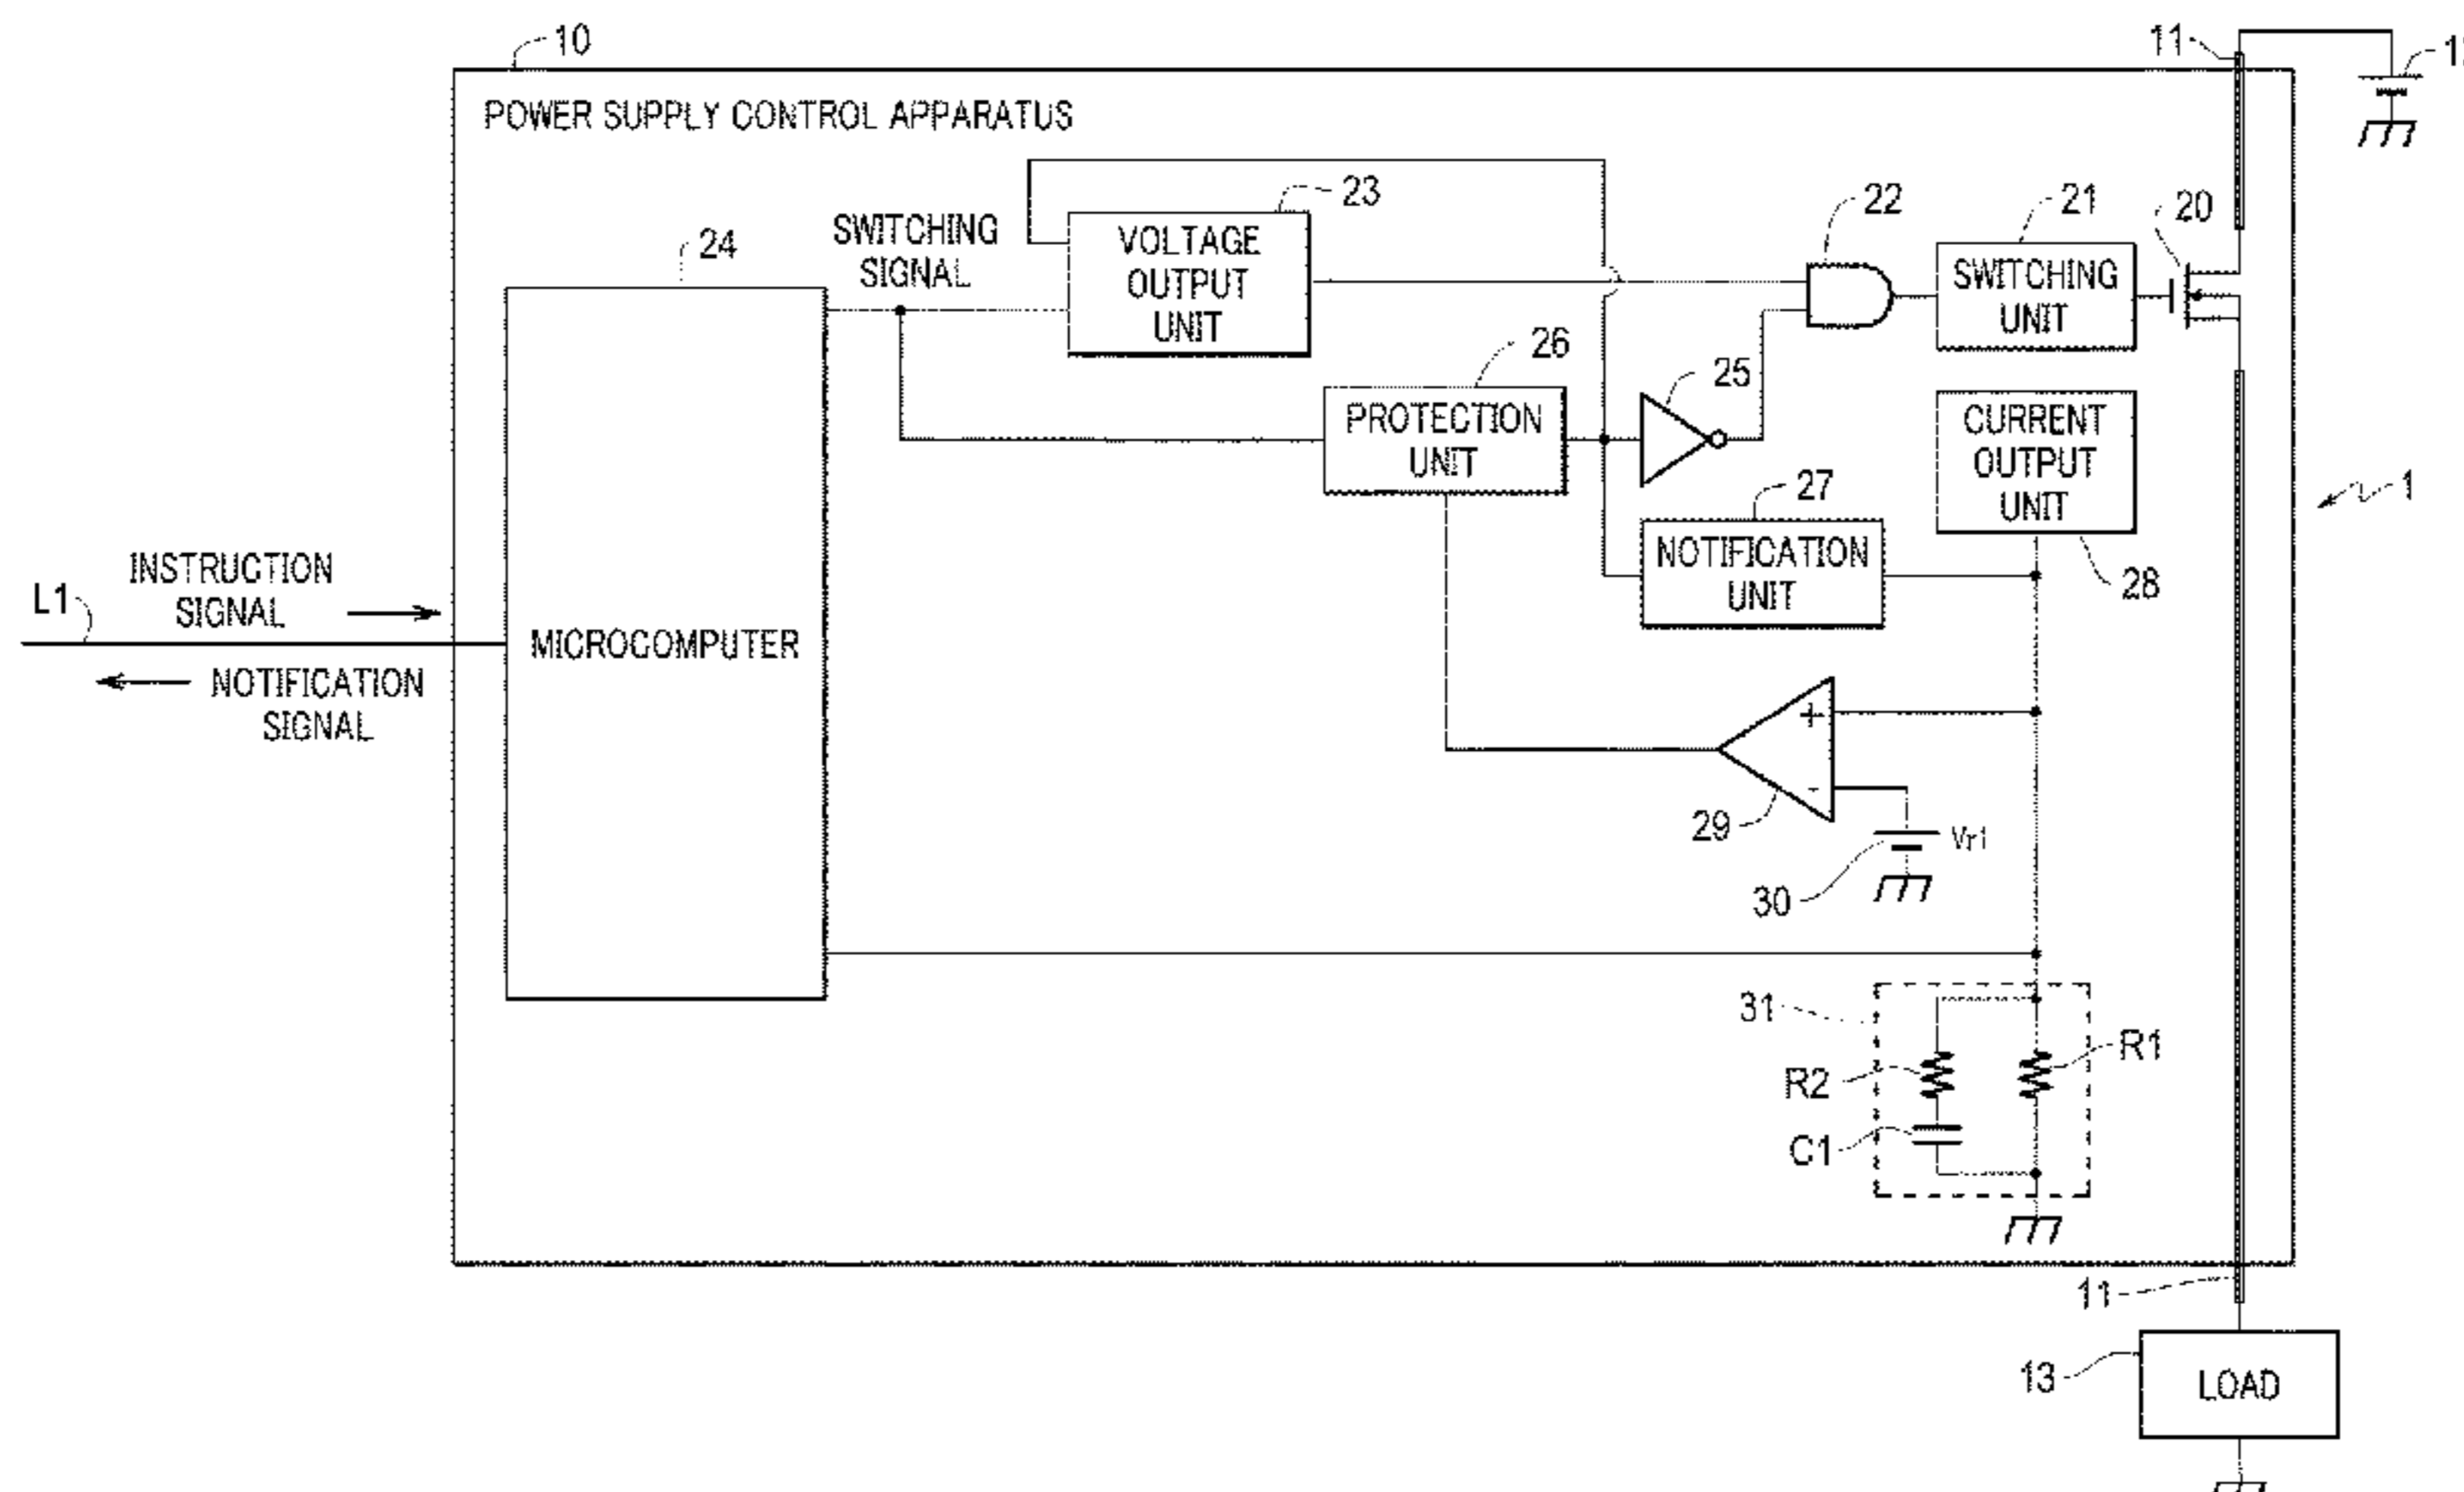 10
11
POWER SUPPLY CONTROL APPARATUS
23
22
21
20
24
SWITCHING
SIGNAL
VOLTAGE
OUTPUT
UNIT
SWITCHING
UNIT
26
25
PROTECTION
UNIT
CURRENT
OUTPUT
UNIT
27
1
NOTIFICATION
UNIT
28
INSTRUCTION
SIGNAL
L1
MICROCOMPUTER
NOTIFICATION
SIGNAL
+
-
29
Vr1
30
31
R1
R2
C1
11
13
LOAD